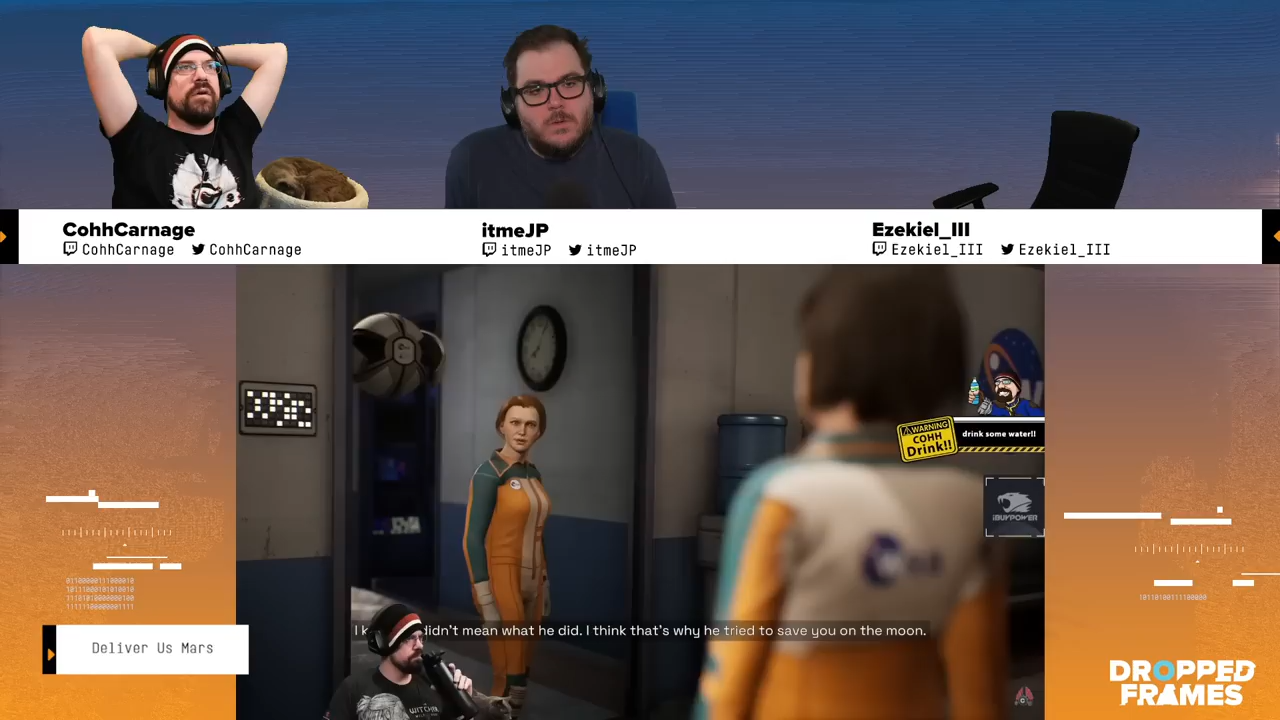 CohhCarnage
CohhCarnage CohhCarnage
itmeJP
itmeJP itmeJP
Ezekiel_III
Ezekiel_III Ezekiel_III
WARNING
COHH
Drink!!
drink some water!!
iBUYPOWER
I k didn't mean what he did. I think that's why he tried to save you on the moon.
WITCHER
Deliver Us Mars
DROPPED
FRAMES